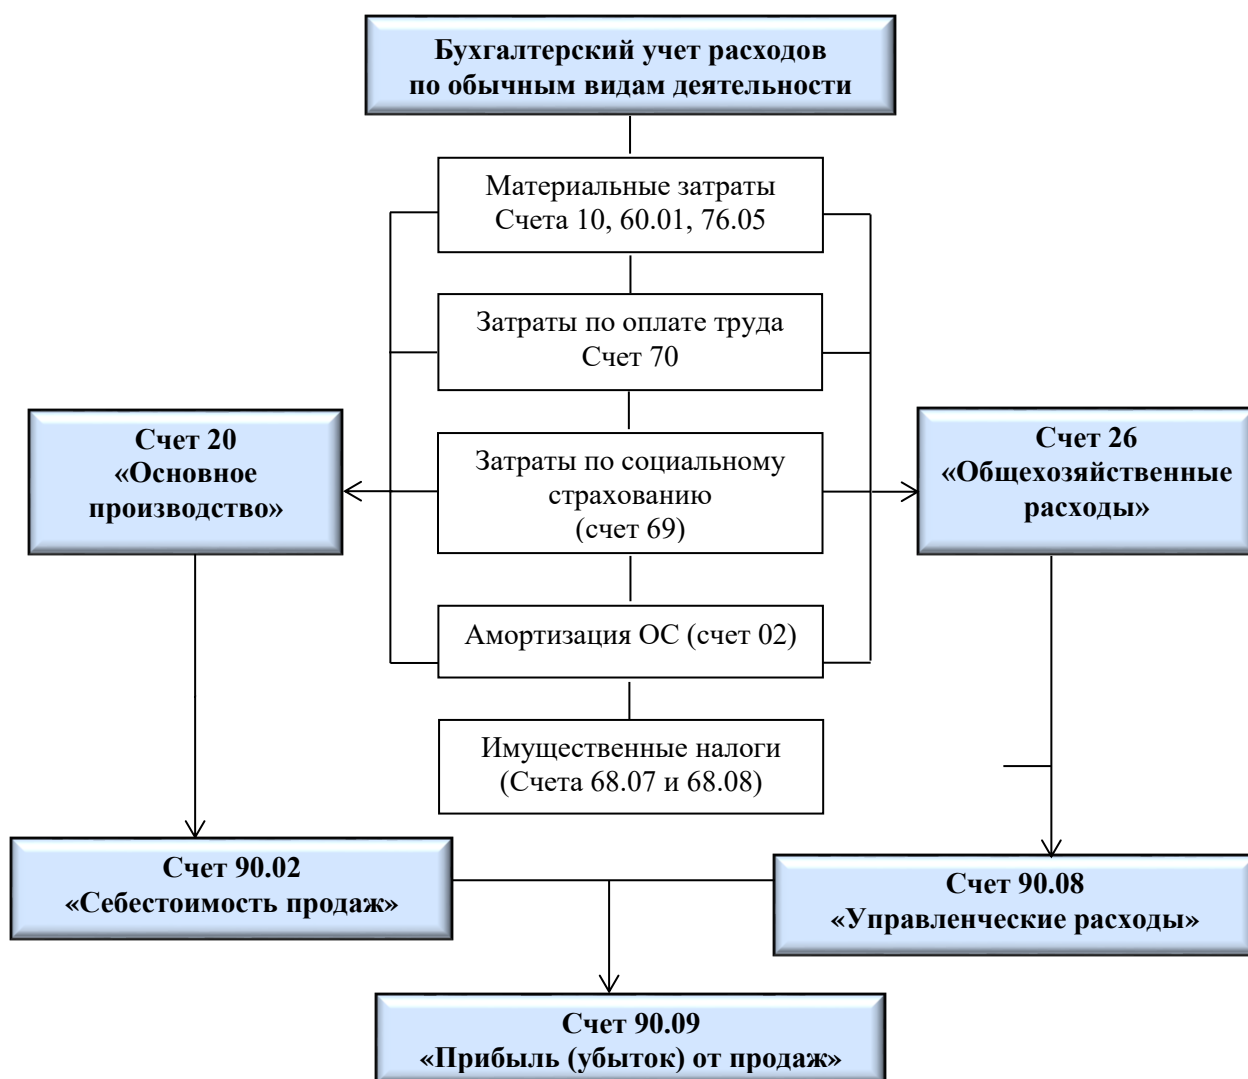 Бухгалтерский учет расходов
по обычным видам деятельности
Материальные затраты
Счета 10, 60.01, 76.05
Затраты по оплате труда
Счет 70
Счет 20
«Основное
производство»
Затраты по социальному
страхованию
(счет 69)
Счет 26
«Общехозяйственные
расходы»
Амортизация ОС (счет 02)
Имущественные налоги
(Счета 68.07 и 68.08)
Счет 90.02
«Себестоимость продаж»
Счет 90.08
«Управленческие расходы»
Счет 90.09
«Прибыль (убыток) от продаж»